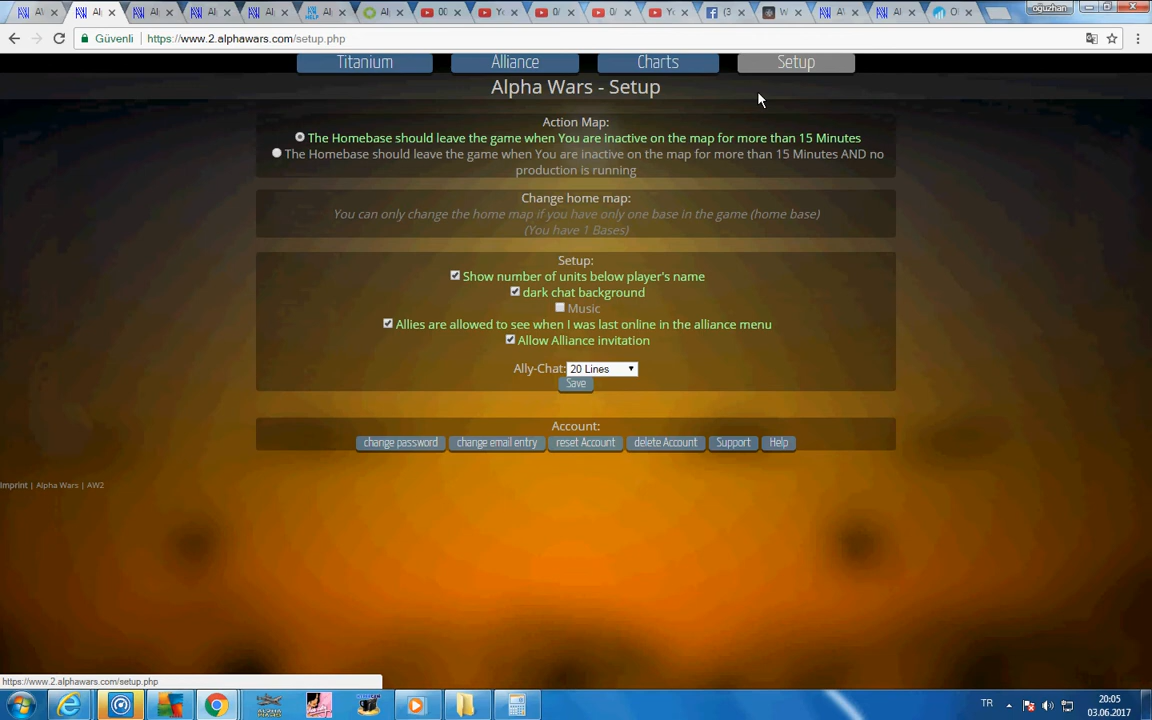 oğuzhan
Güvenli
https://www.2.alphawars.com/setup.php
Titanium Alliance Charts Setup
Alpha Wars - Setup
Action Map:
The Homebase should leave the game when You are inactive on the map for more than 15 Minutes
The Homebase should leave the game when You are inactive on the map for more than 15 Minutes AND no
production is running
Change home map:
You can only change the home map if you have only one base in the game (home base)
(You have 1 Bases)
Setup:
Show number of units below player's name
dark chat background
Music
Allies are allowed to see when I was last online in the alliance menu
Allow Alliance invitation
Ally-Chat: 20 Lines
Save
Account:
change password change email entry reset Account delete Account Support Help
Imprint | Alpha Wars | AW2
https://www.2.alphawars.com/setup.php
TR
20:05
03.06.2017